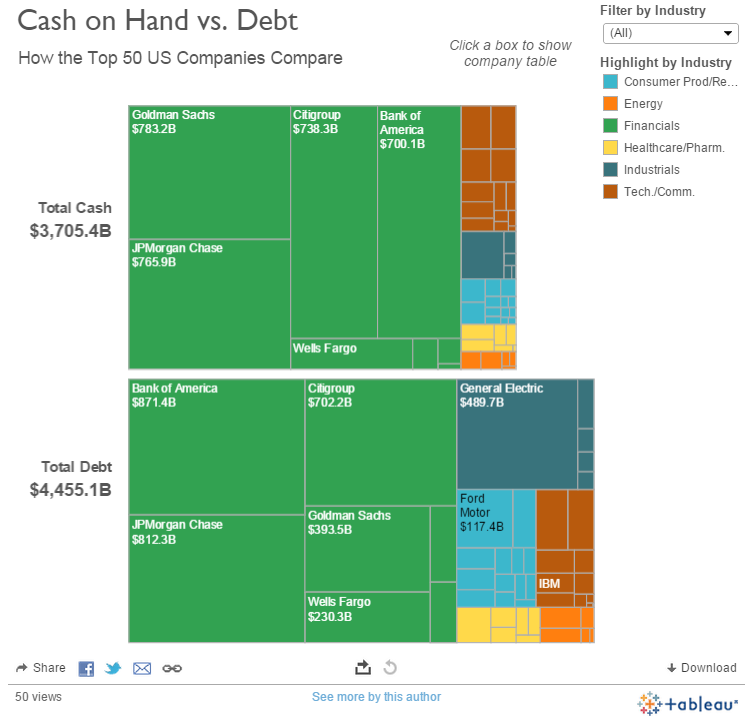 Cash on Hand vs. Debt
How the Top 50 US Companies Compare
Click a box to show
company table
Filter by Industry
(All)
Highlight by Industry
Consumer Prod/Re...
Energy
Financials
Healthcare/Pharm.
Industrials
Tech./Comm.
Total Cash
$3,705.4B
Goldman Sachs
$783.2B
Citigroup
$738.3B
Bank of
America
$700.1B
JPMorgan Chase
$765.9B
Wells Fargo
Total Debt
$4,455.1B
Bank of America
$871.4B
Citigroup
$702.2B
General Electric
$489.7B
JPMorgan Chase
$812.3B
Goldman Sachs
$393.5B
Wells Fargo
$230.3B
Ford
Motor
$117.4B
IBM
Share
Download
50 views
See more by this author
+ableau